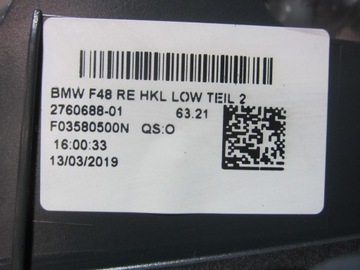 BMW F48 RE HKL LOW TEIL 2
2760688-01 63.21
F03580500N QS:O
16:00:33
13/03/2019